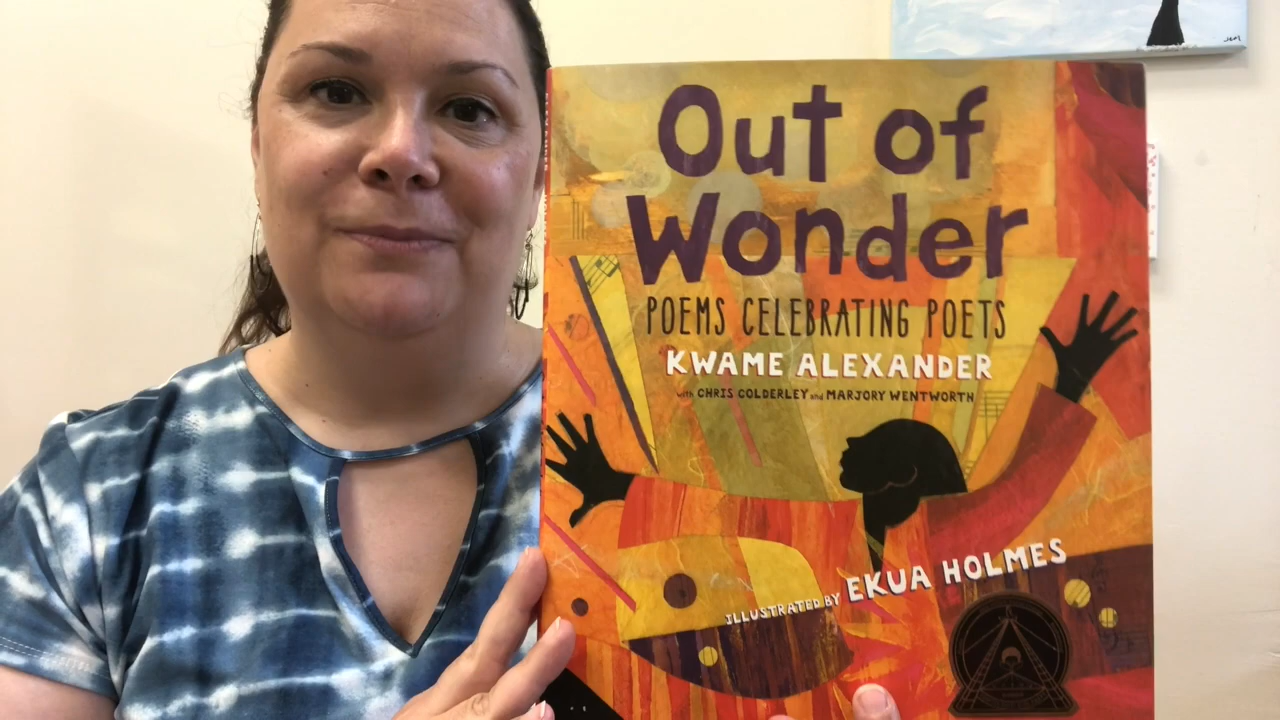 Out of
Wonder
POEMS CELEBRATING POETS
KWAME ALEXANDER
with CHRIS COLDERLEY and MARJORY WENTWORTH
ILLUSTRATED BY EKUA HOLMES